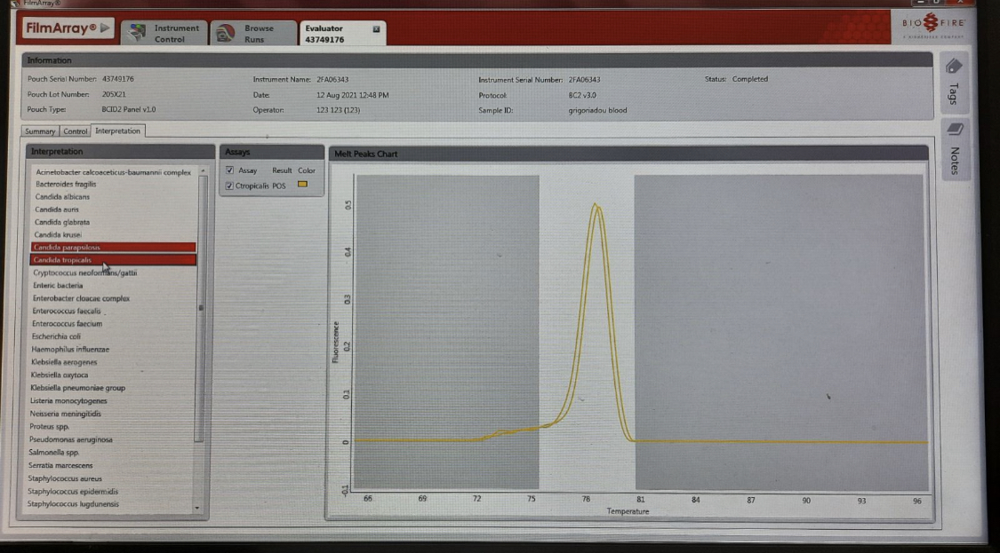 FilmArray®
FilmArray®
Instrument Control
Browse Runs
Evaluator 43749176
BIO FIRE
Information
Pouch Serial Number: 43749176
Instrument Name: 2FA06343
Instrument Serial Number: 2FA06343
Status: Completed
Pouch Lot Number: 205X21
Date: 12 Aug 2021 12:48 PM
Protocol: BC2 v3.0
Pouch Type: BCID2 Panel v1.0
Operator: 123 123 (123)
Sample ID: grigoriadou blood
Tags
Notes
Summary Control Interpretation
Interpretation
Acinetobacter calcoaceticus-baumannii complex
Bacteroides fragilis
Candida albicans
Candida auris
Candida glabrata
Candida krusei
Candida parapsilosis
Candida tropicalis
Cryptococcus neoformans/gattii
Enteric bacteria
Enterobacter cloacae complex
Enterococcus faecalis
Enterococcus faecium
Escherichia coli
Haemophilus influenzae
Klebsiella aerogenes
Klebsiella oxytoca
Klebsiella pneumoniae group
Listeria monocytogenes
Neisseria meningitidis
Proteus spp.
Pseudomonas aeruginosa
Salmonella spp.
Serratia marcescens
Staphylococcus aureus
Staphylococcus epidermidis
Staphylococcus lugdunensis
Assays
Assay Result Color
Ctropicalis POS
Melt Peaks Chart
Fluorescence
0.5
0.4
0.3
0.2
0.1
0
-0.1
66 69 72 75 78 81 84 87 90 93 96
Temperature